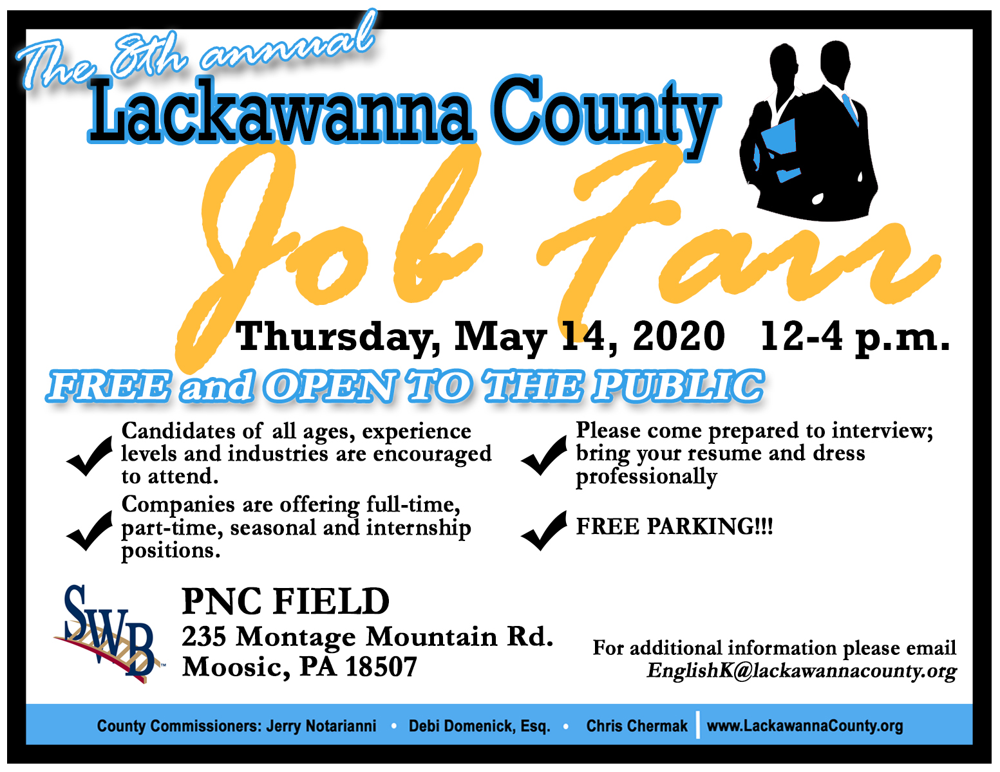 The 8th annual
Lackawanna County
Job Fair
Thursday, May 14, 2020 12-4 p.m.
FREE and OPEN TO THE PUBLIC
Candidates of all ages, experience
levels and industries are encouraged
to attend.
Companies are offering full-time,
part-time, seasonal and internship
positions.
Please come prepared to interview;
bring your resume and dress
professionally
FREE PARKING!!!
SWB™
PNC FIELD
235 Montage Mountain Rd.
Moosic, PA 18507
For additional information please email
EnglishK@lackawannacounty.org
County Commissioners: Jerry Notarianni • Debi Domenick, Esq. • Chris Chermak | www.LackawannaCounty.org